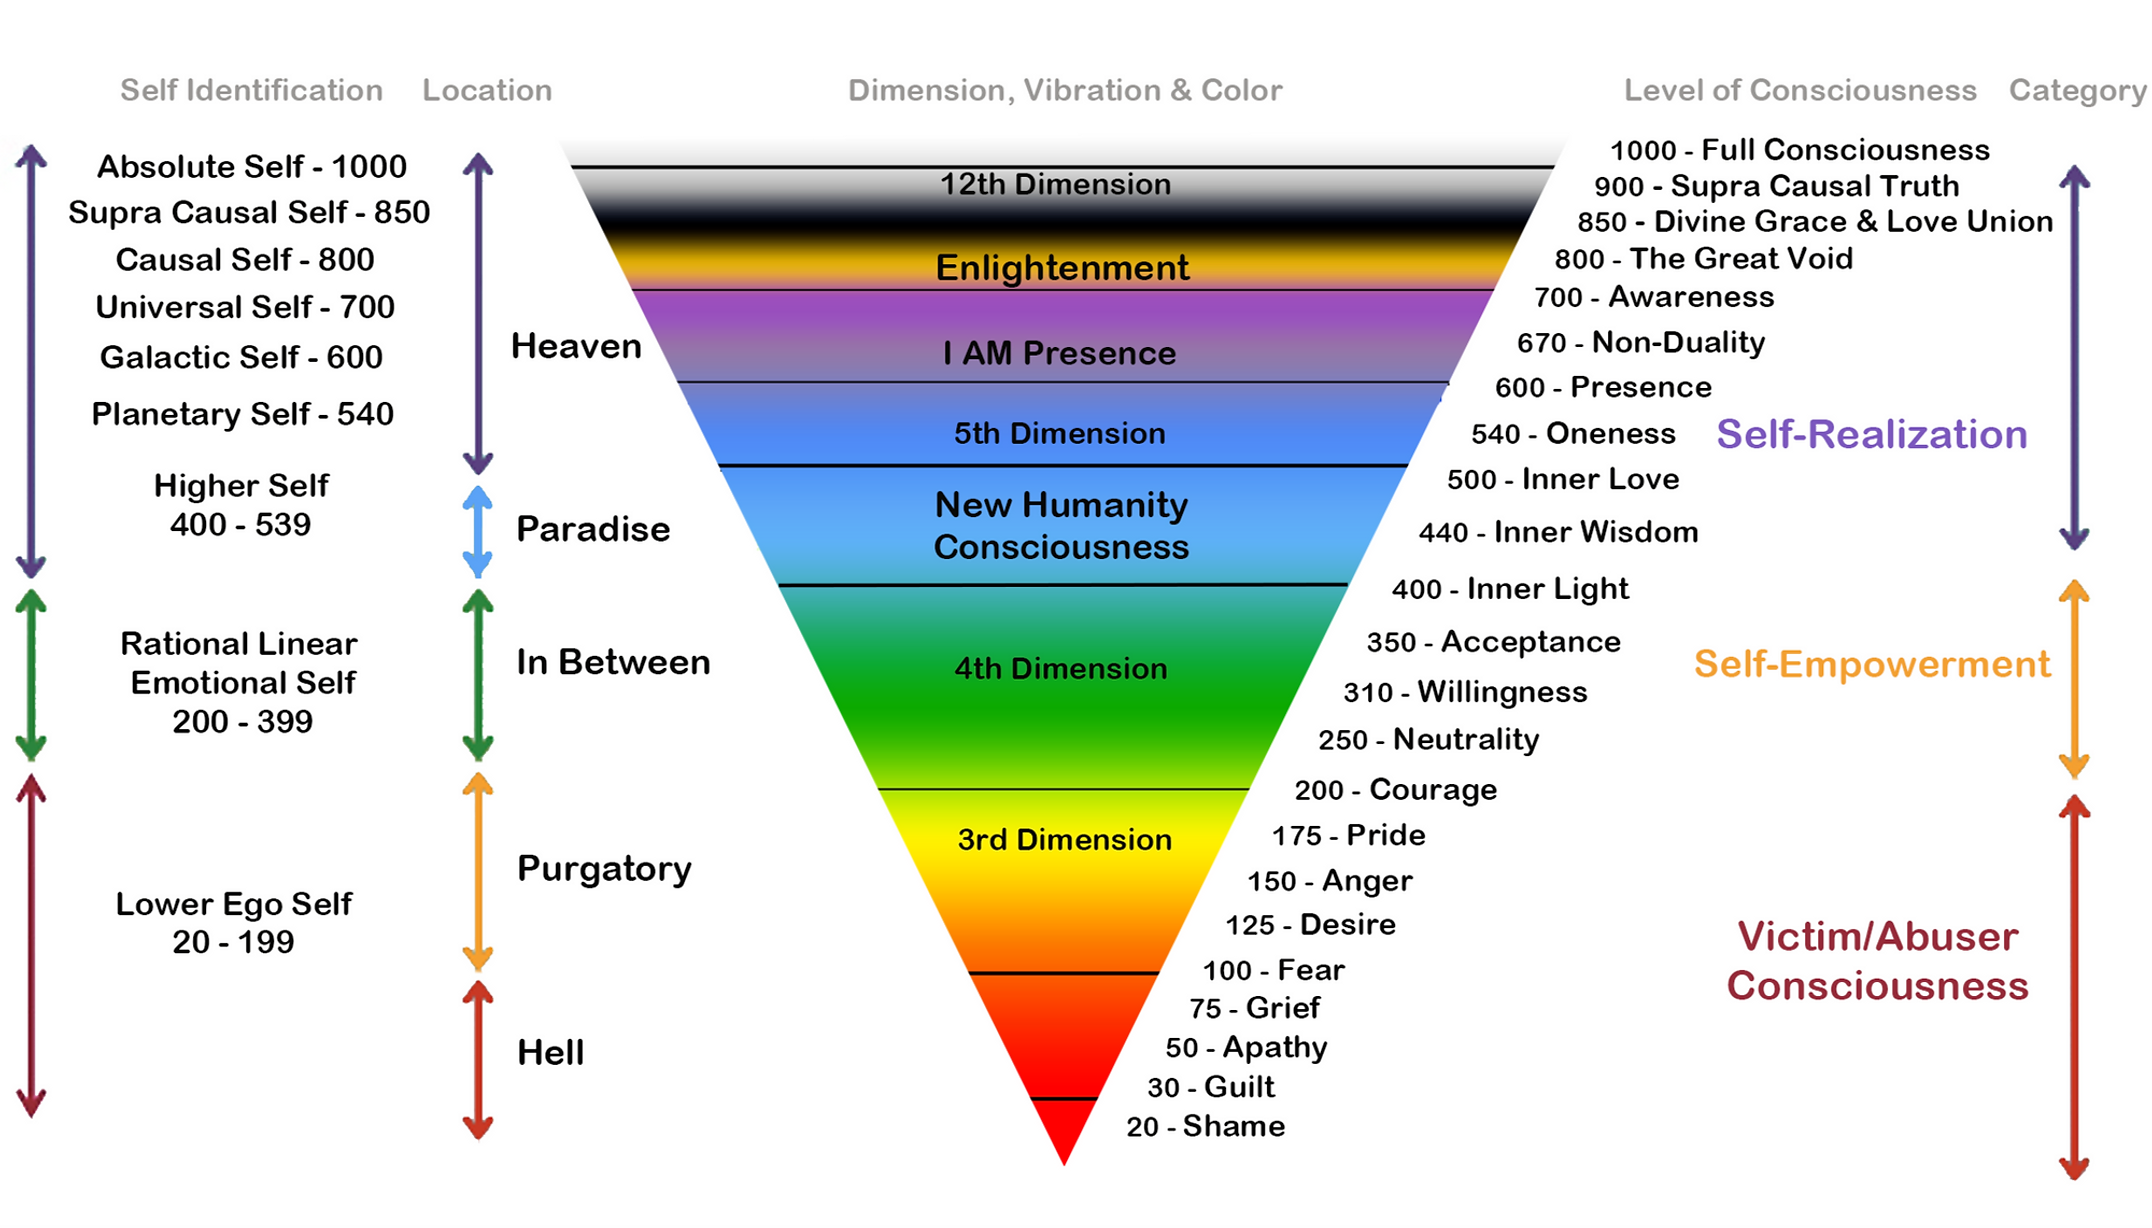 Self Identification
Location
Dimension, Vibration & Color
Level of Consciousness
Category
Absolute Self - 1000
Supra Causal Self - 850
Causal Self - 800
Universal Self - 700
Galactic Self - 600
Planetary Self - 540
Higher Self
400 - 539
Rational Linear
Emotional Self
200 - 399
Lower Ego Self
20 - 199
Heaven
Paradise
In Between
Purgatory
Hell
12th Dimension
Enlightenment
I AM Presence
5th Dimension
New Humanity
Consciousness
4th Dimension
3rd Dimension
1000 - Full Consciousness
900 - Supra Causal Truth
850 - Divine Grace & Love Union
800 - The Great Void
700 - Awareness
670 - Non-Duality
600 - Presence
540 - Oneness
500 - Inner Love
440 - Inner Wisdom
400 - Inner Light
350 - Acceptance
310 - Willingness
250 - Neutrality
200 - Courage
175 - Pride
150 - Anger
125 - Desire
100 - Fear
75 - Grief
50 - Apathy
30 - Guilt
20 - Shame
Self-Realization
Self-Empowerment
Victim/Abuser
Consciousness